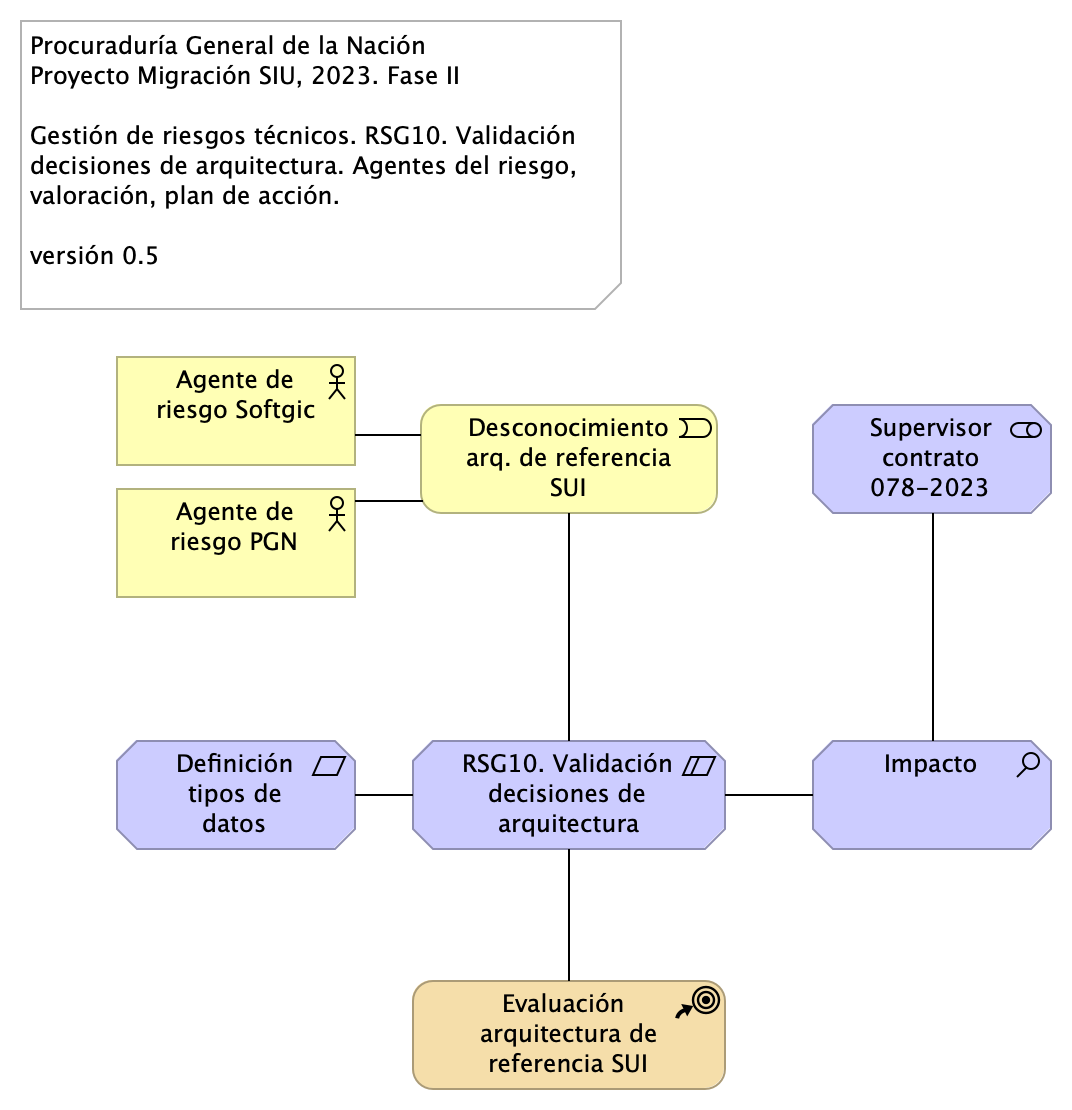 Procuraduría General de la Nación
Proyecto Migración SIU, 2023. Fase II
Gestión de riesgos técnicos. RSG10. Validación
decisiones de arquitectura. Agentes del riesgo,
valoración, plan de acción.
versión 0.5
Agente de
riesgo Softgic
Desconocimiento
arq. de referencia
SUI
Supervisor
contrato
078-2023
Agente de
riesgo PGN
Definición
tipos de
datos
RSG10. Validación
decisiones de
arquitectura
Impacto
Evaluación
arquitectura de
referencia SUI